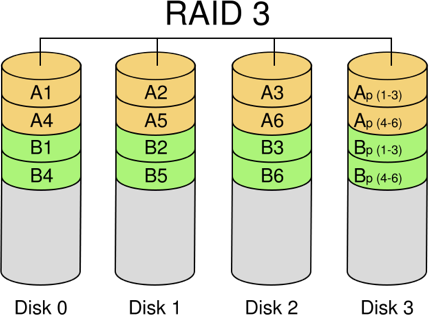 RAID 3
A1 A2 A3 Ap (1-3)
A4 A5 A6 Ap (4-6)
B1 B2 B3 Bp (1-3)
B4 B5 B6 Bp (4-6)
Disk 0 Disk 1 Disk 2 Disk 3